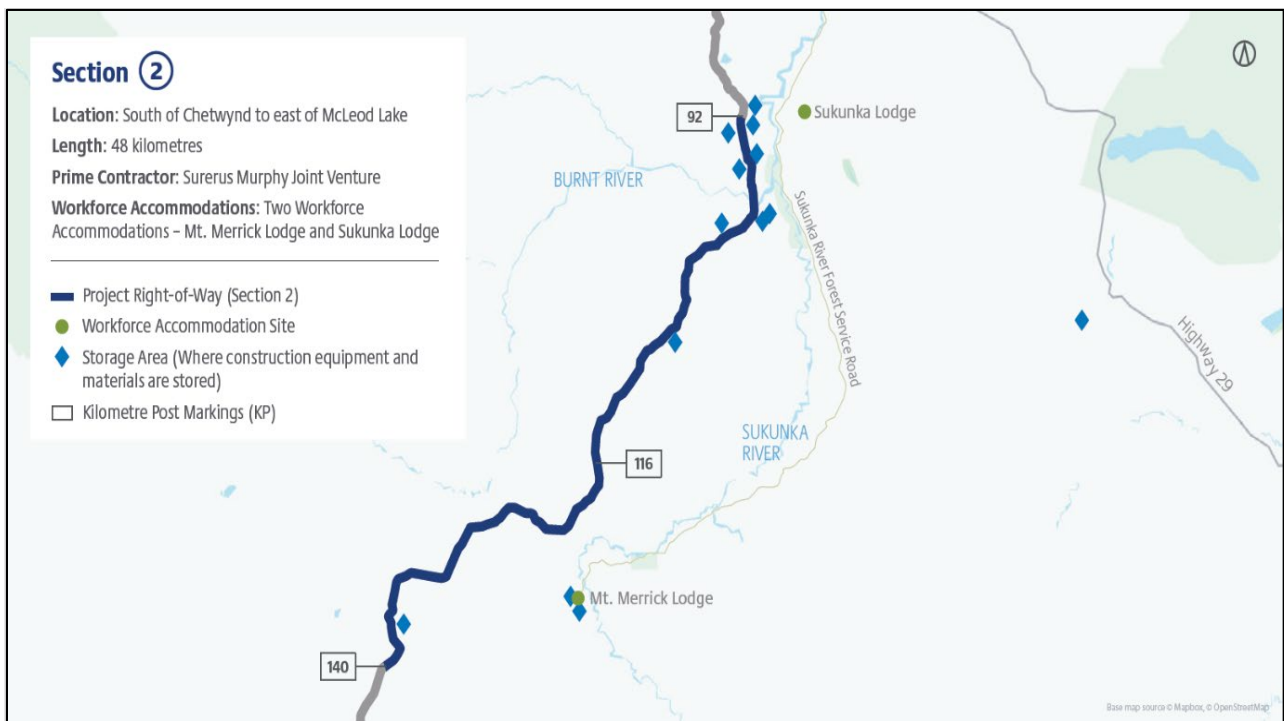 Section 2
Location: South of Chetwynd to east of McLeod Lake
Length: 48 kilometres
Prime Contractor: Surerus Murphy Joint Venture
Workforce Accommodations: Two Workforce
Accommodations – Mt. Merrick Lodge and Sukunka Lodge
Project Right-of-Way (Section 2)
Workforce Accommodation Site
Storage Area (Where construction equipment and
materials are stored)
Kilometre Post Markings (KP)
92
Sukunka Lodge
BURNT RIVER
Sukunka River Forest Service Road
Highway 29
SUKUNKA
RIVER
116
Mt. Merrick Lodge
140
Base map source © Mapbox, © OpenStreetMap